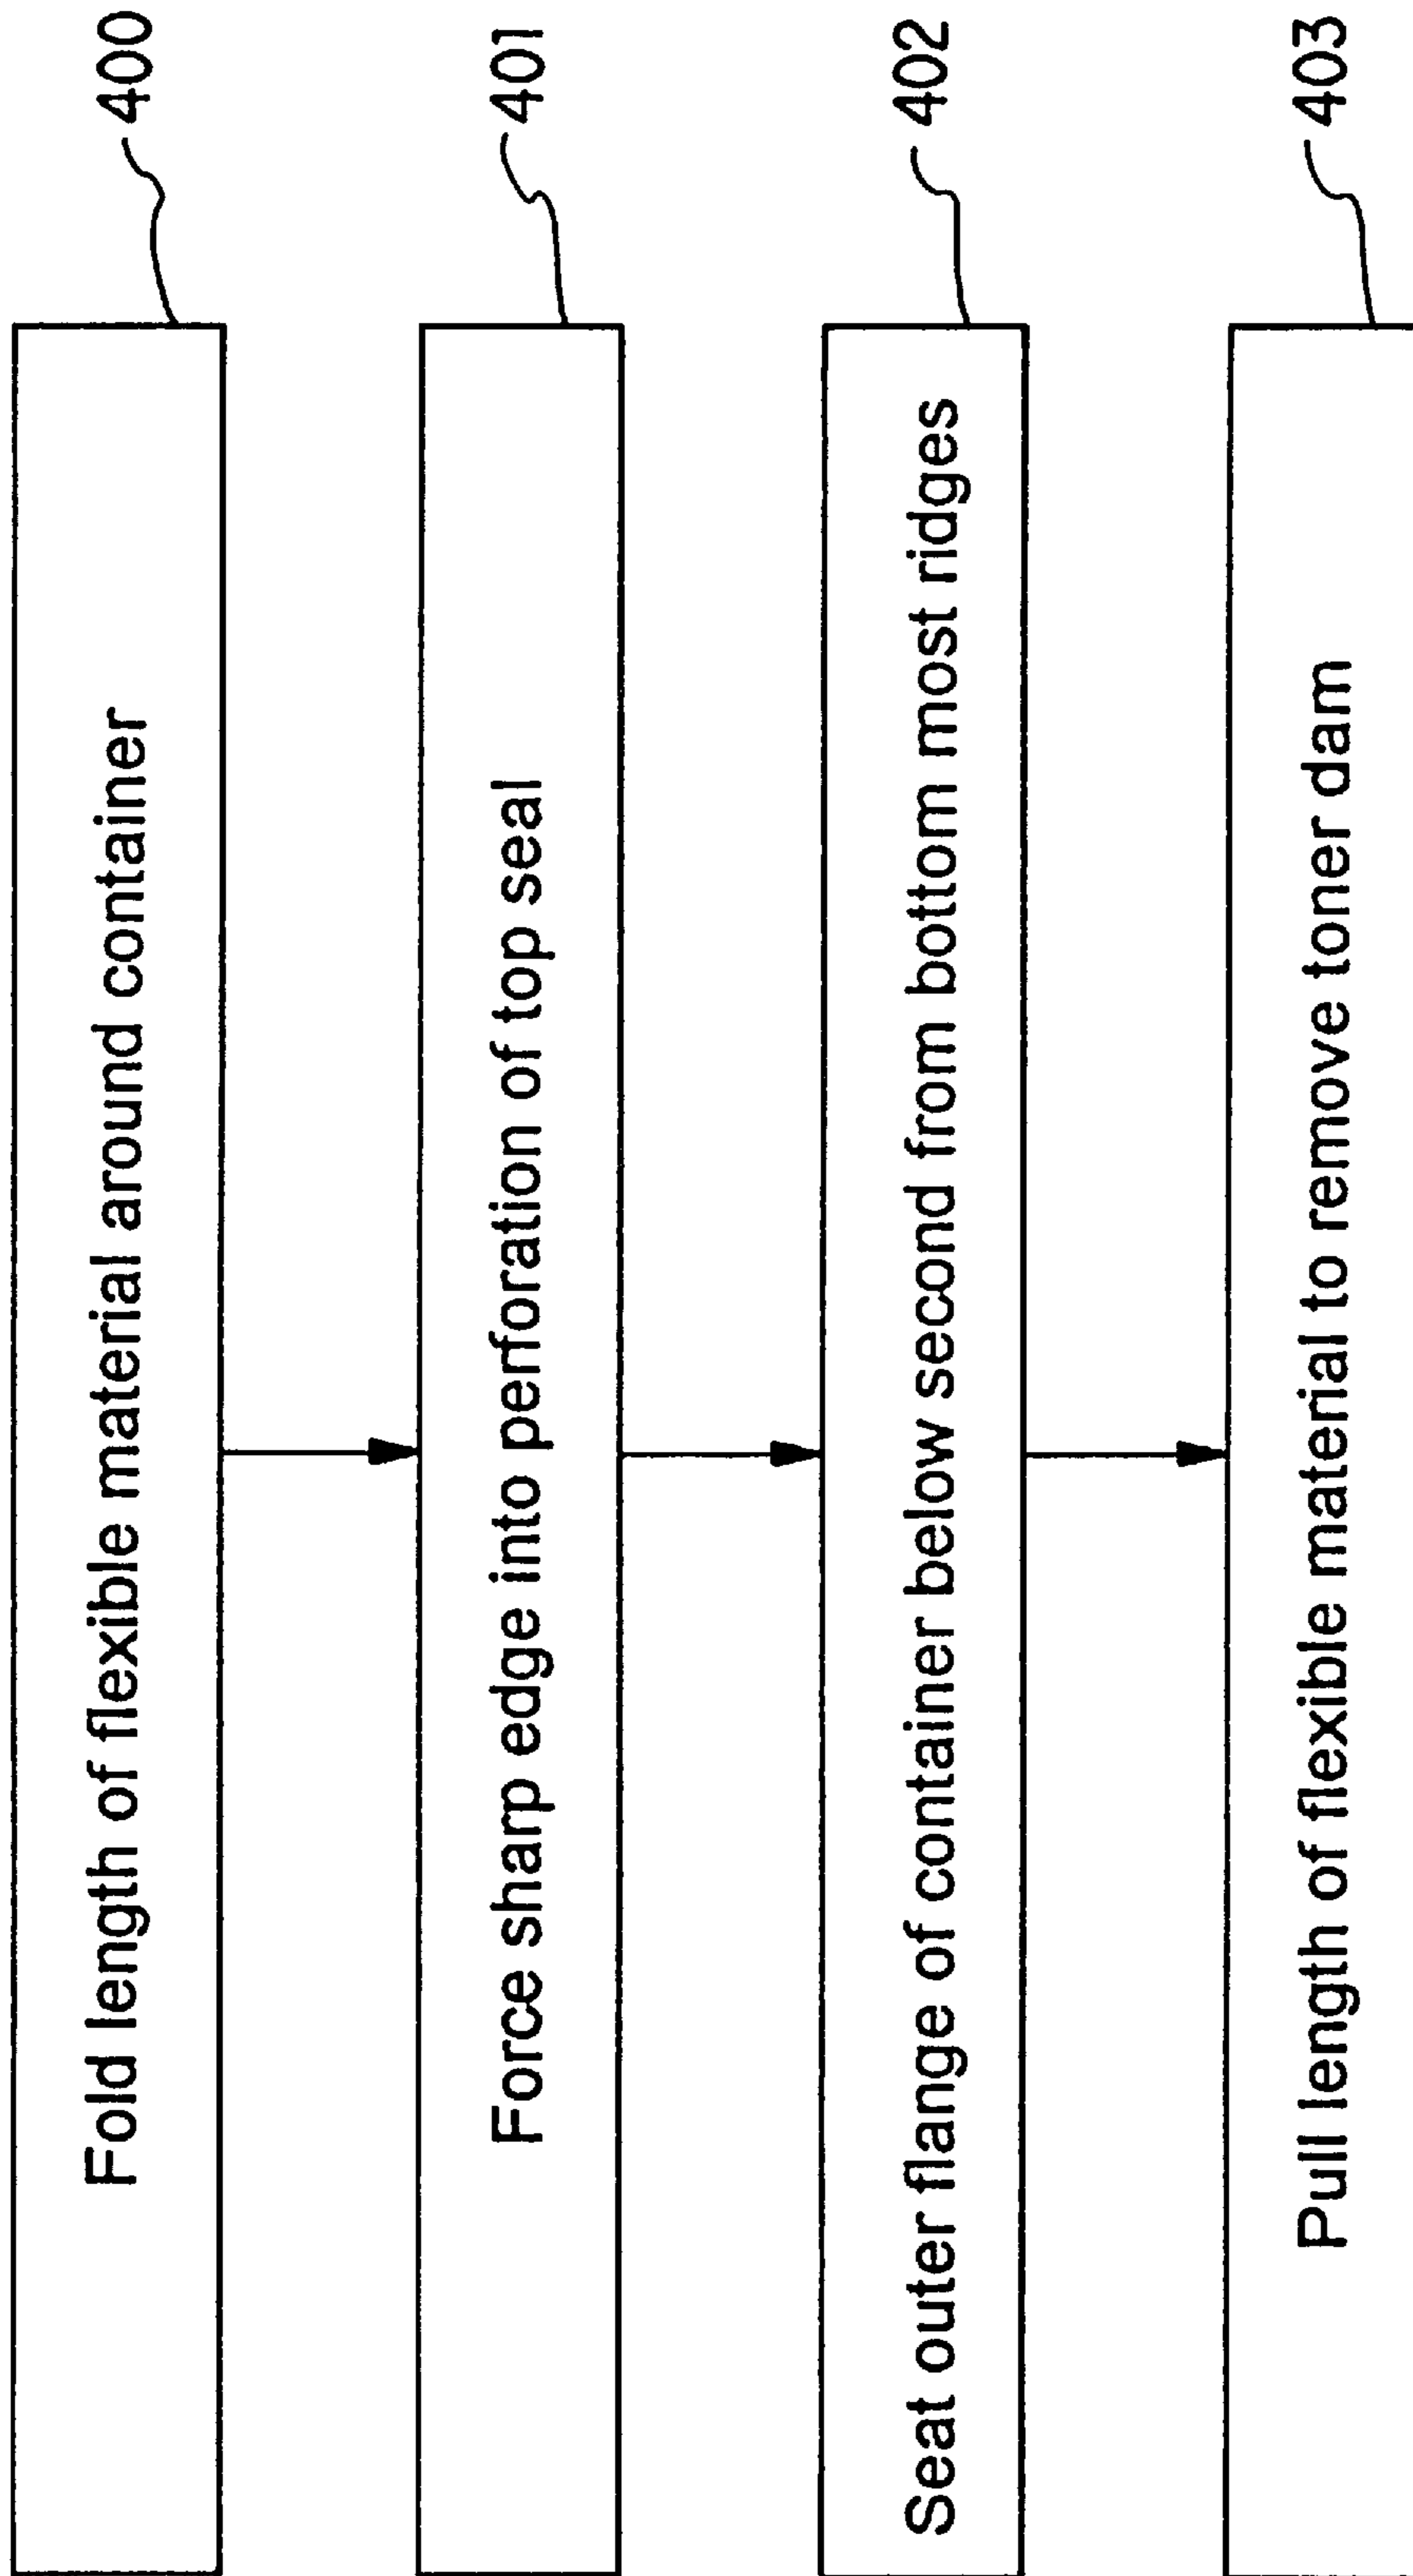 Fold length of flexible material around container
400
Force sharp edge into perforation of top seal
401
Seat outer flange of container below second from bottom most ridges
402
Pull length of flexible material to remove toner dam
403